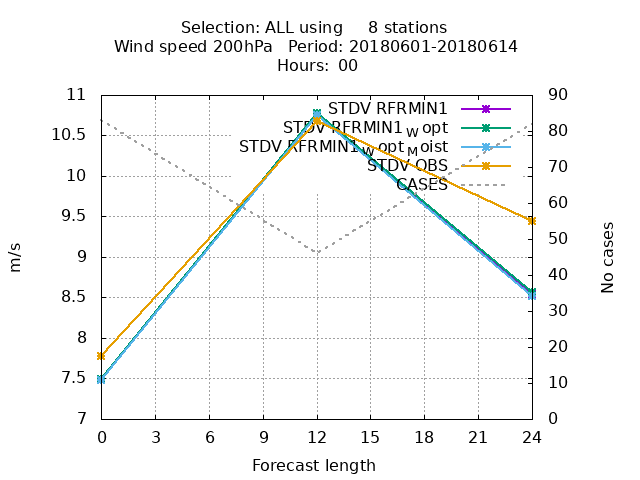 Selection: ALL using     8 stations
Wind speed 200hPa   Period: 20180601-20180614
Hours: 00
11
10.5
10
9.5
9
8.5
8
7.5
7
90
80
70
60
50
40
30
20
10
0
STDV RFRMIN1
STDV RFRMIN1_W opt
STDV RFRMIN1_W opt_M oist
STDV OBS
CASES
m/s
No cases
0 3 6 9 12 15 18 21 24
Forecast length